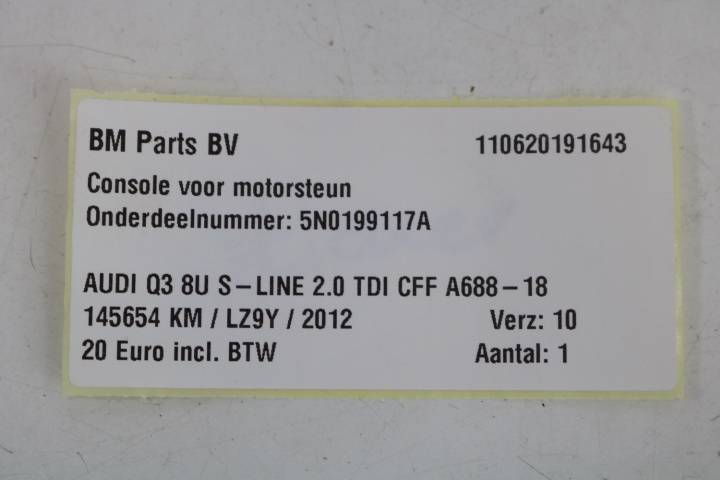 BM Parts BV 110620191643
Console voor motorsteun
Onderdeelnummer: 5N0199117A
AUDI Q3 8U S-LINE 2.0 TDI CFF A688-18
145654 KM / LZ9Y / 2012 Verz: 10
20 Euro incl. BTW Aantal: 1